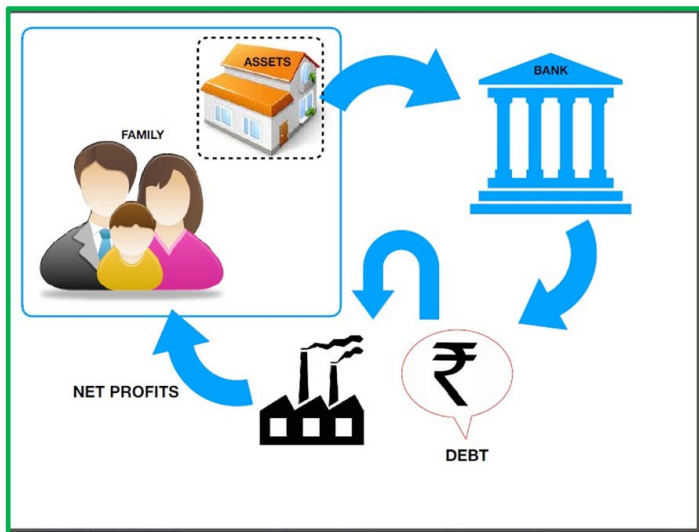 ASSETS
BANK
FAMILY
₹
NET PROFITS
DEBT